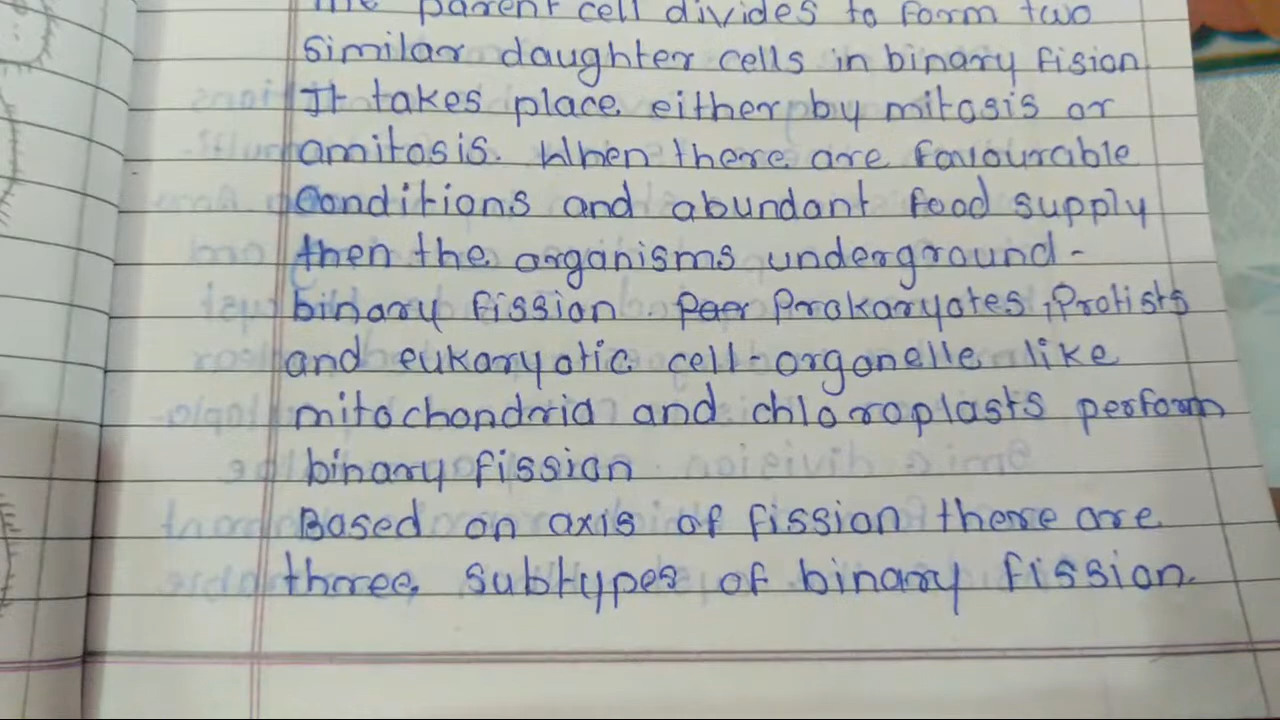 The parent cell divides to form two
similar daughter cells in binary fision
It takes place either by mitosis or
amitosis. When there are favourable
conditions and abundant food supply
then the organisms underground-
binary fission. Prokaryotes, Protists
and eukaryotic cell-organelle like
mitochondria and chloroplasts perform
binary fission
Based on axis of fission there are
three, subtypes of binary fission